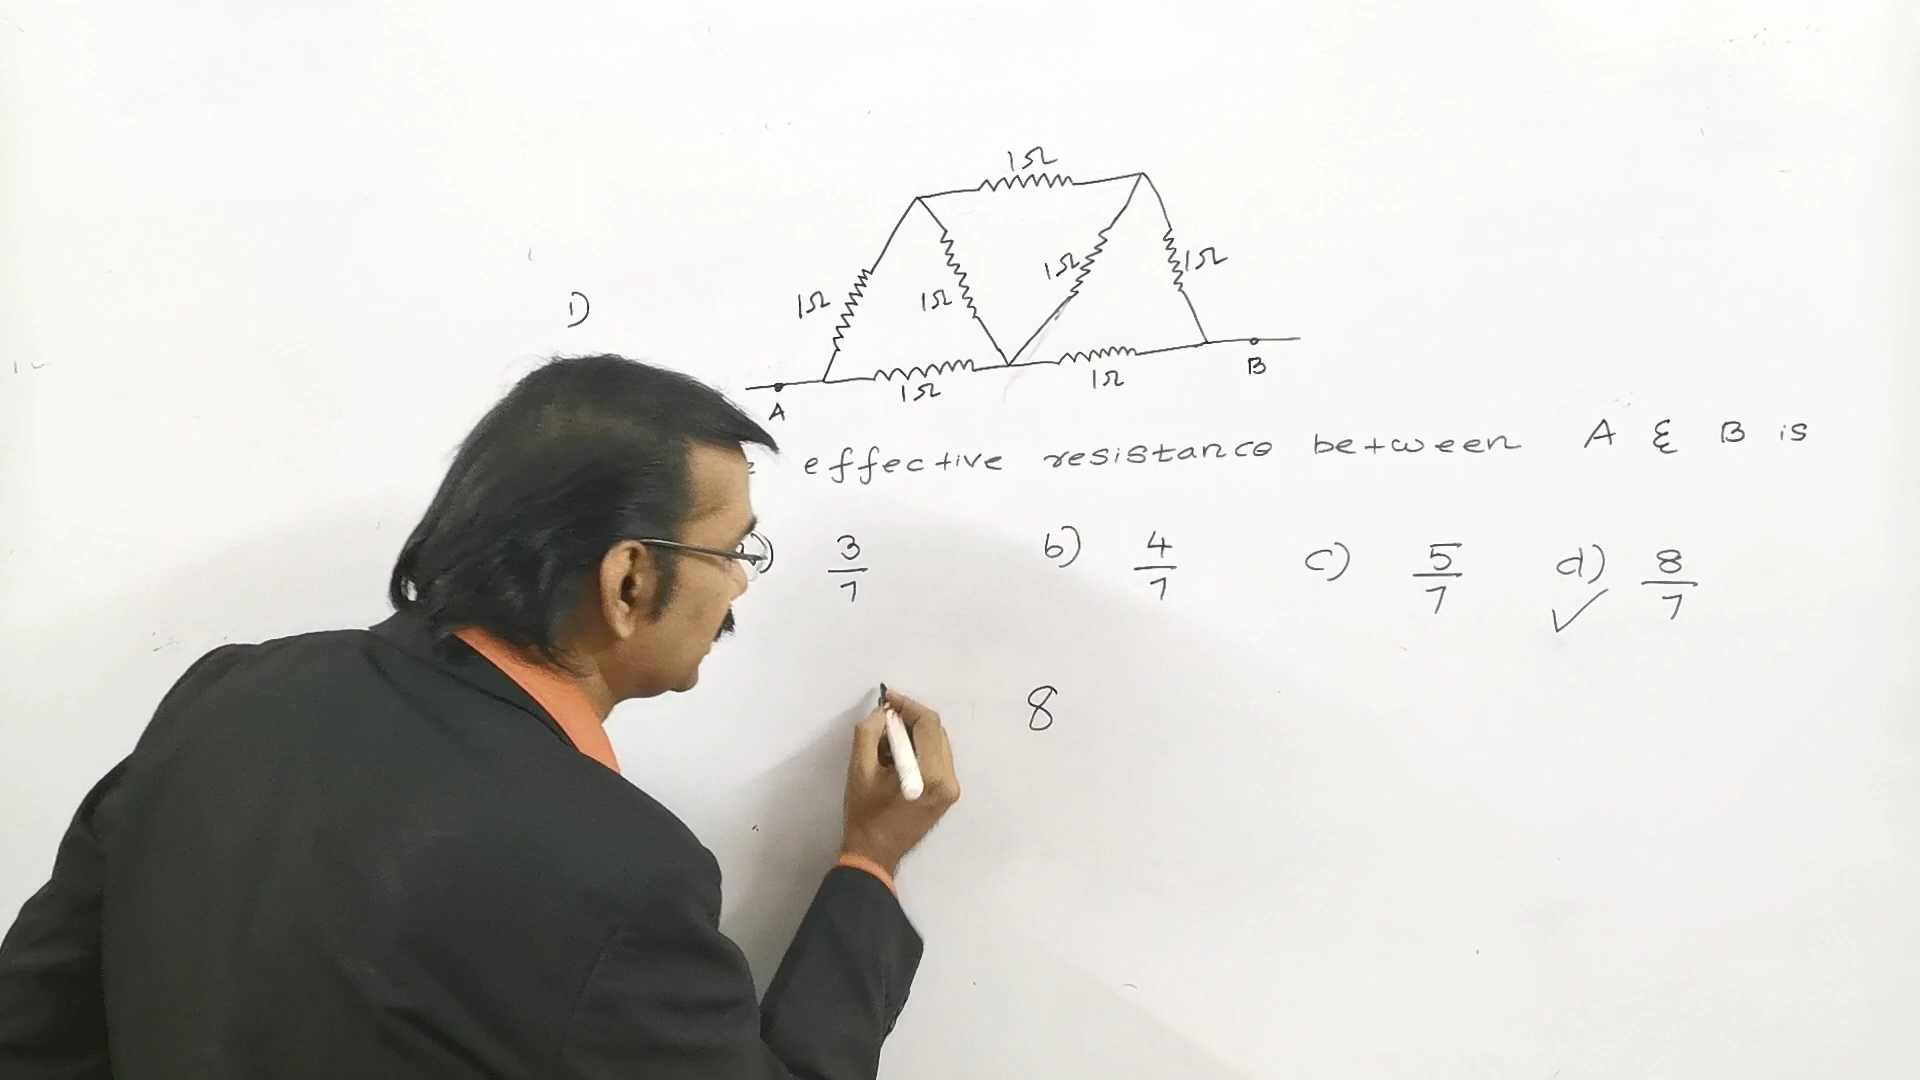 1Ω
1Ω 1Ω
1) 1Ω 1Ω
1Ω 1Ω B
A
effective resistance between A & B is
3/7 b) 4/7 c) 5/7 d) 8/7 ✓
8